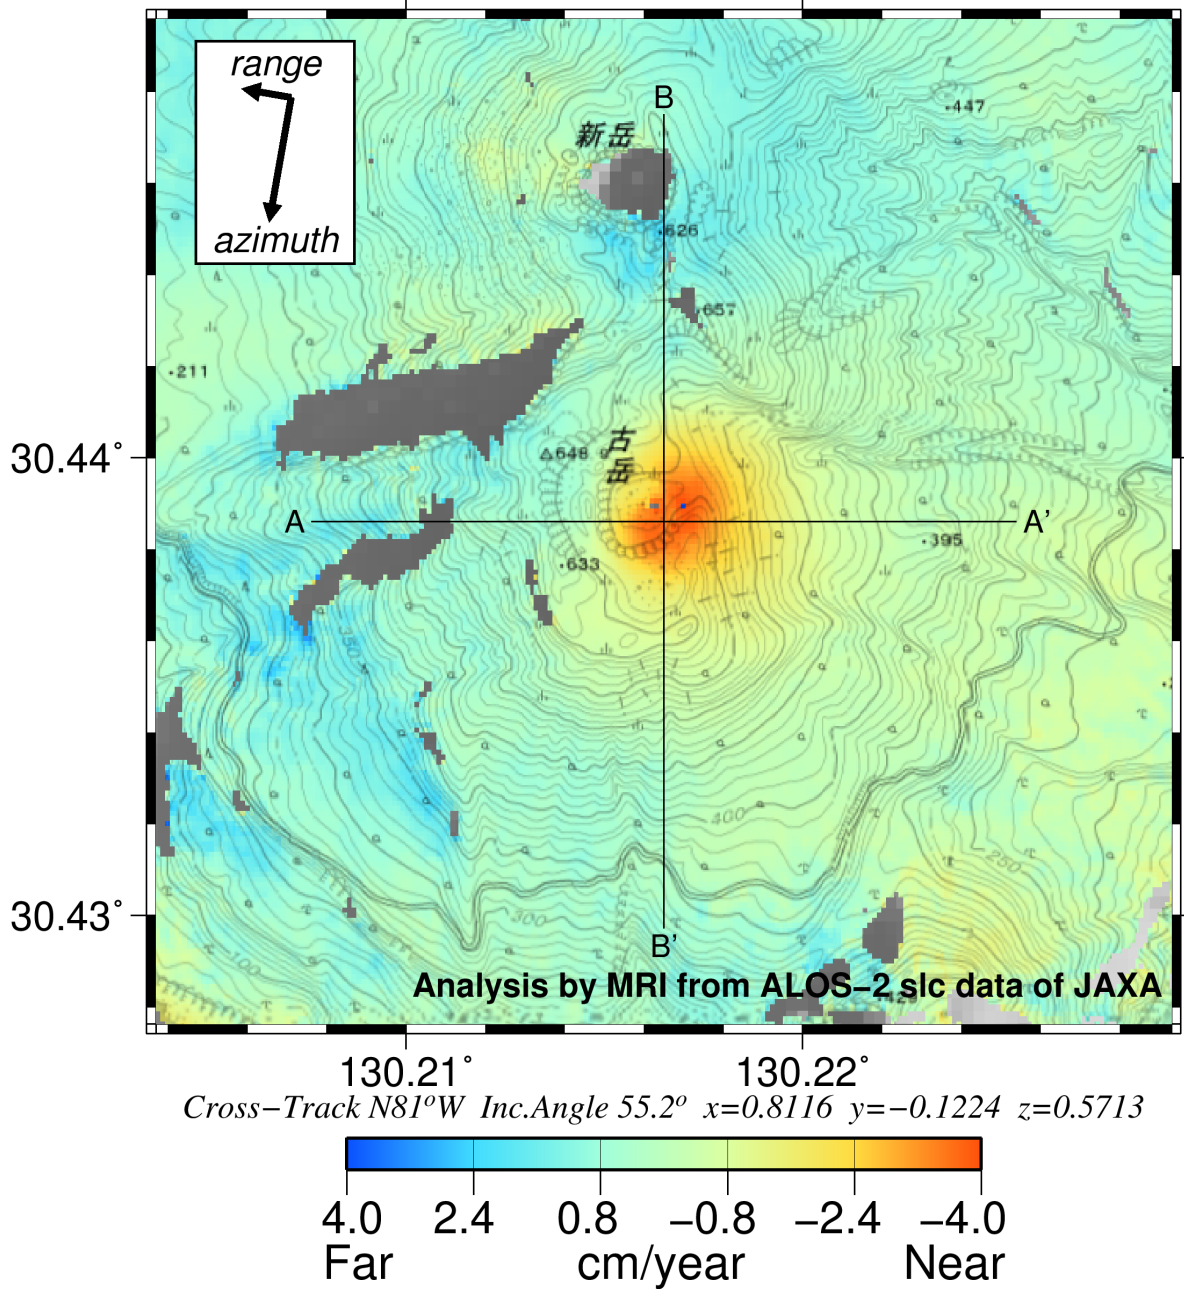 range
azimuth
B
新岳
447
626
657
211
古岳
648
30.44°
A
A'
395
633
150
400
250
30.43°
300
100
B'
Analysis by MRI from ALOS−2 slc data of JAXA
130.21°
130.22°
Cross−Track N81°W Inc.Angle 55.2° x=0.8116 y=−0.1224 z=0.5713
4.0 2.4 0.8 −0.8 −2.4 −4.0
Far cm/year Near